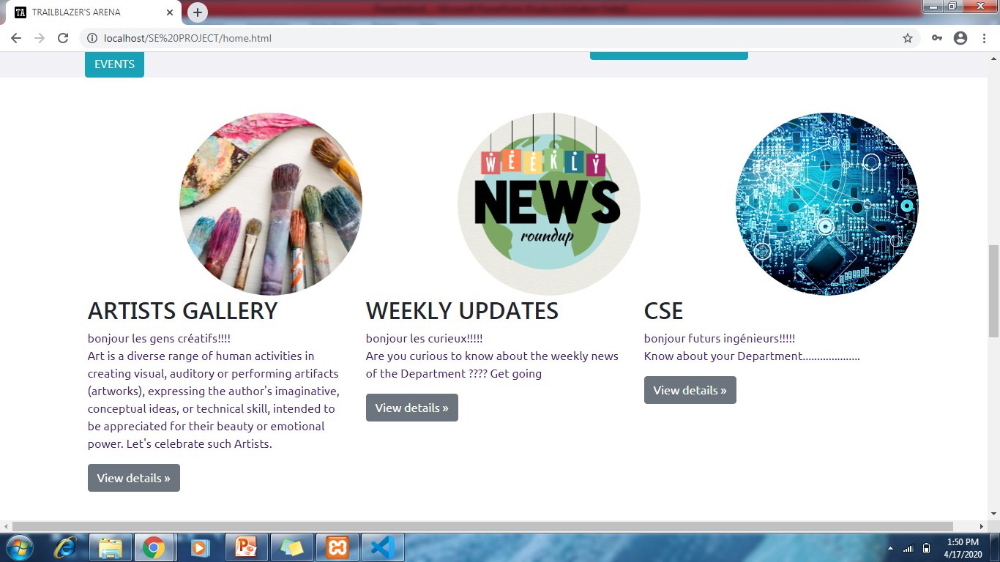 TA TRAILBLAZER'S ARENA
localhost/SE%20PROJECT/home.html
EVENTS
WEEKLY
NEWS
roundup
ARTISTS GALLERY
bonjour les gens créatifs!!!!
Art is a diverse range of human activities in
creating visual, auditory or performing artifacts
(artworks), expressing the author's imaginative,
conceptual ideas, or technical skill, intended to
be appreciated for their beauty or emotional
power. Let's celebrate such Artists.
View details »
WEEKLY UPDATES
bonjour les curieux!!!!!
Are you curious to know about the weekly news
of the Department ???? Get going
View details »
CSE
bonjour futurs ingénieurs!!!!!
Know about your Department....................
View details »
1:50 PM
4/17/2020